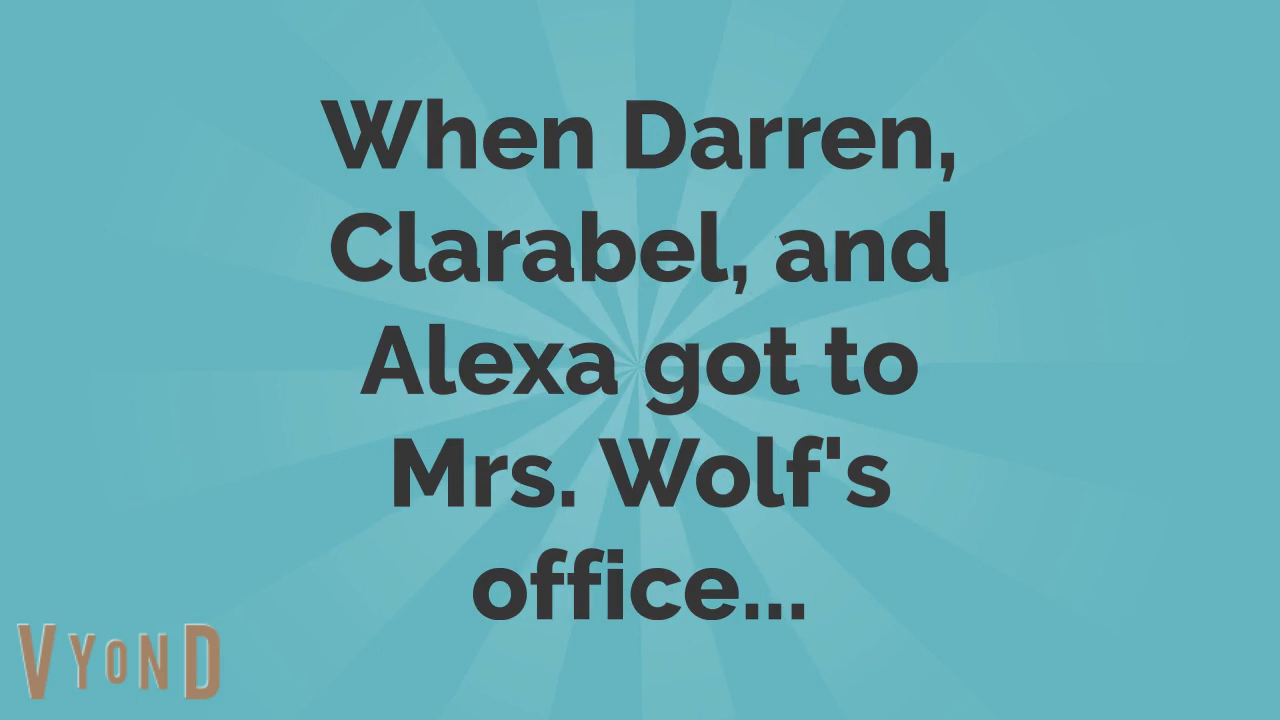 When Darren,
Clarabel, and
Alexa got to
Mrs. Wolf's
office...
VYOND